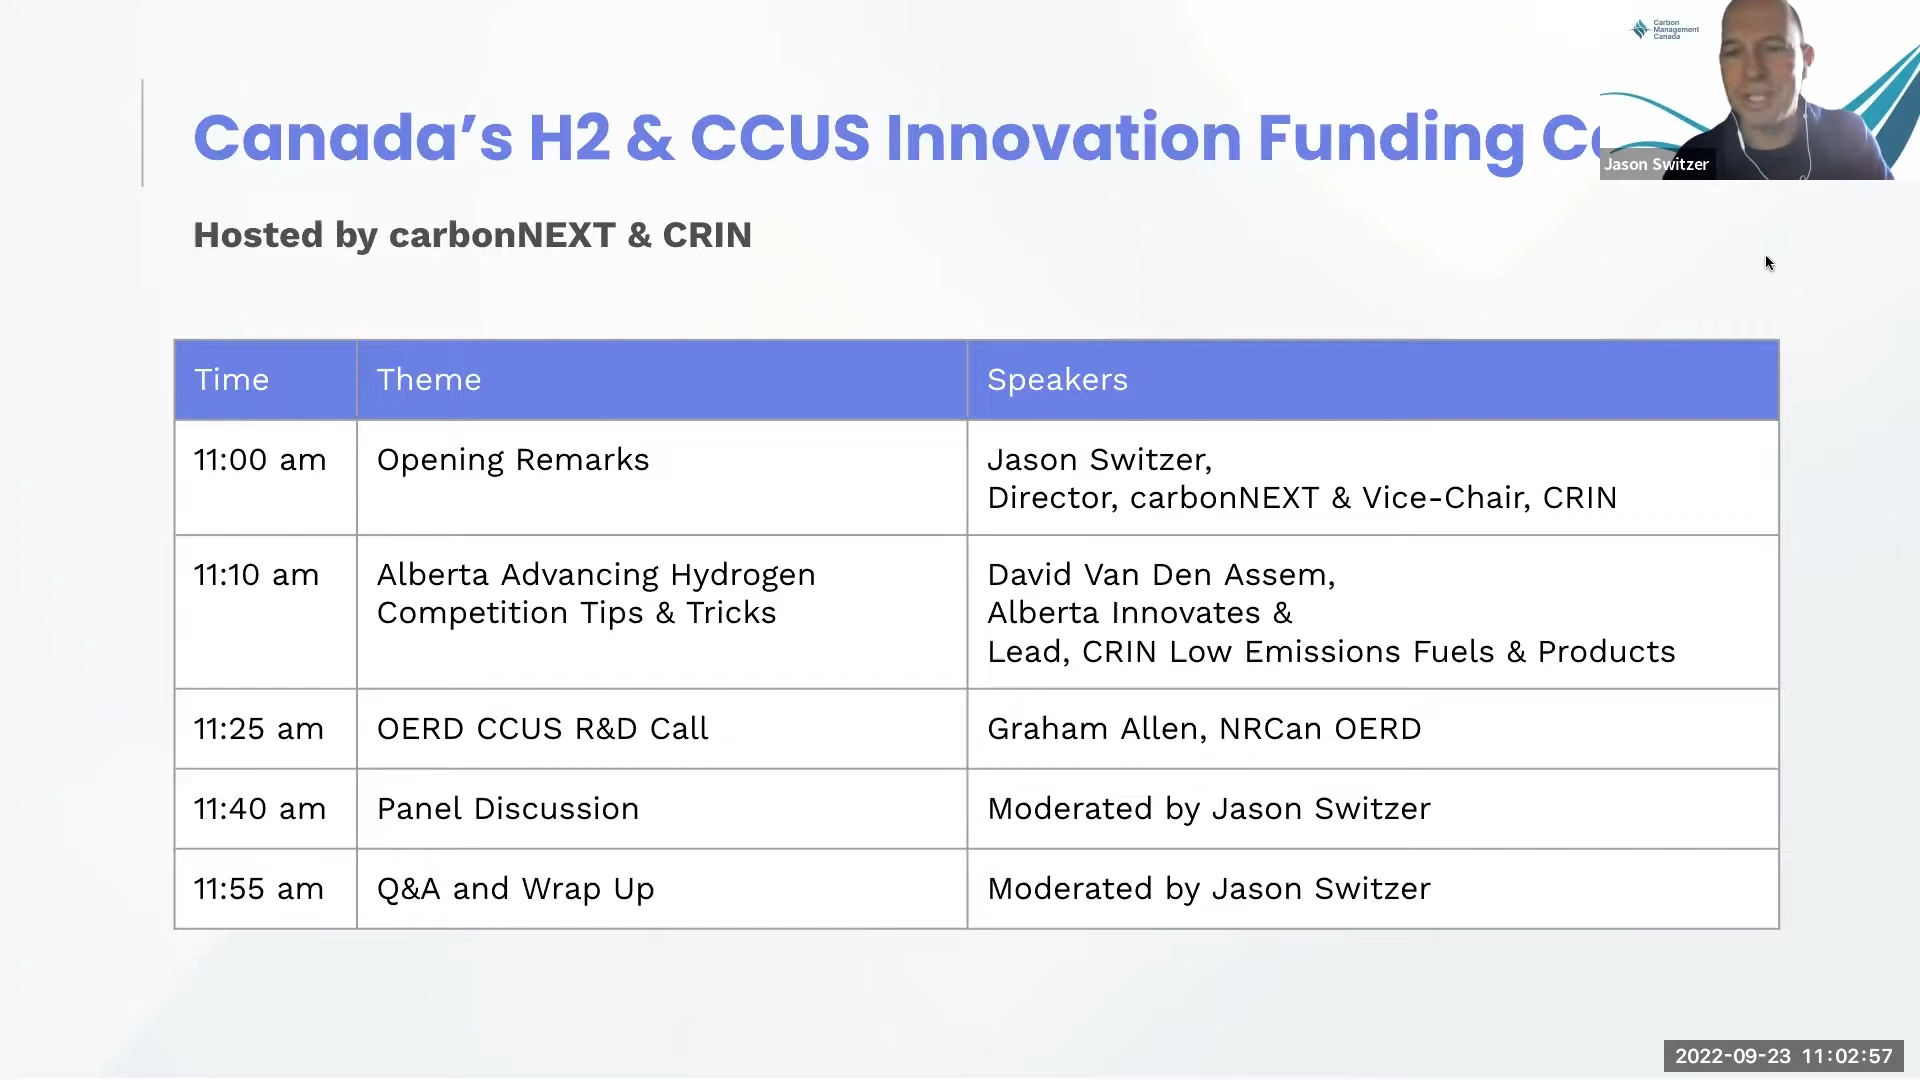 Carbon
Management
Canada
Canada's H2 & CCUS Innovation Funding
Jason Switzer
Hosted by carbonNEXT & CRIN
Time Theme Speakers
11:00 am Opening Remarks Jason Switzer,
Director, carbonNEXT & Vice-Chair, CRIN
11:10 am Alberta Advancing Hydrogen David Van Den Assem,
Competition Tips & Tricks Alberta Innovates &
Lead, CRIN Low Emissions Fuels & Products
11:25 am OERD CCUS R&D Call Graham Allen, NRCan OERD
11:40 am Panel Discussion Moderated by Jason Switzer
11:55 am Q&A and Wrap Up Moderated by Jason Switzer
2022-09-23 11:02:57